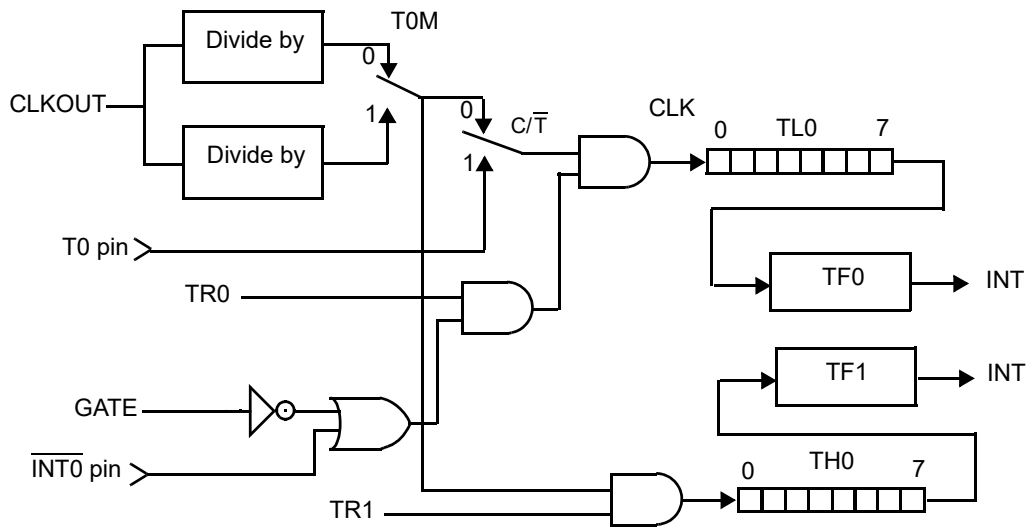 T0M
Divide by
0
CLKOUT
1
Divide by
0
C/T̅
1
CLK
0 TL0 7
T0 pin
TR0
TF0
INT
TF1
INT
GATE
I̅N̅T̅0̅ pin
0 TH0 7
TR1